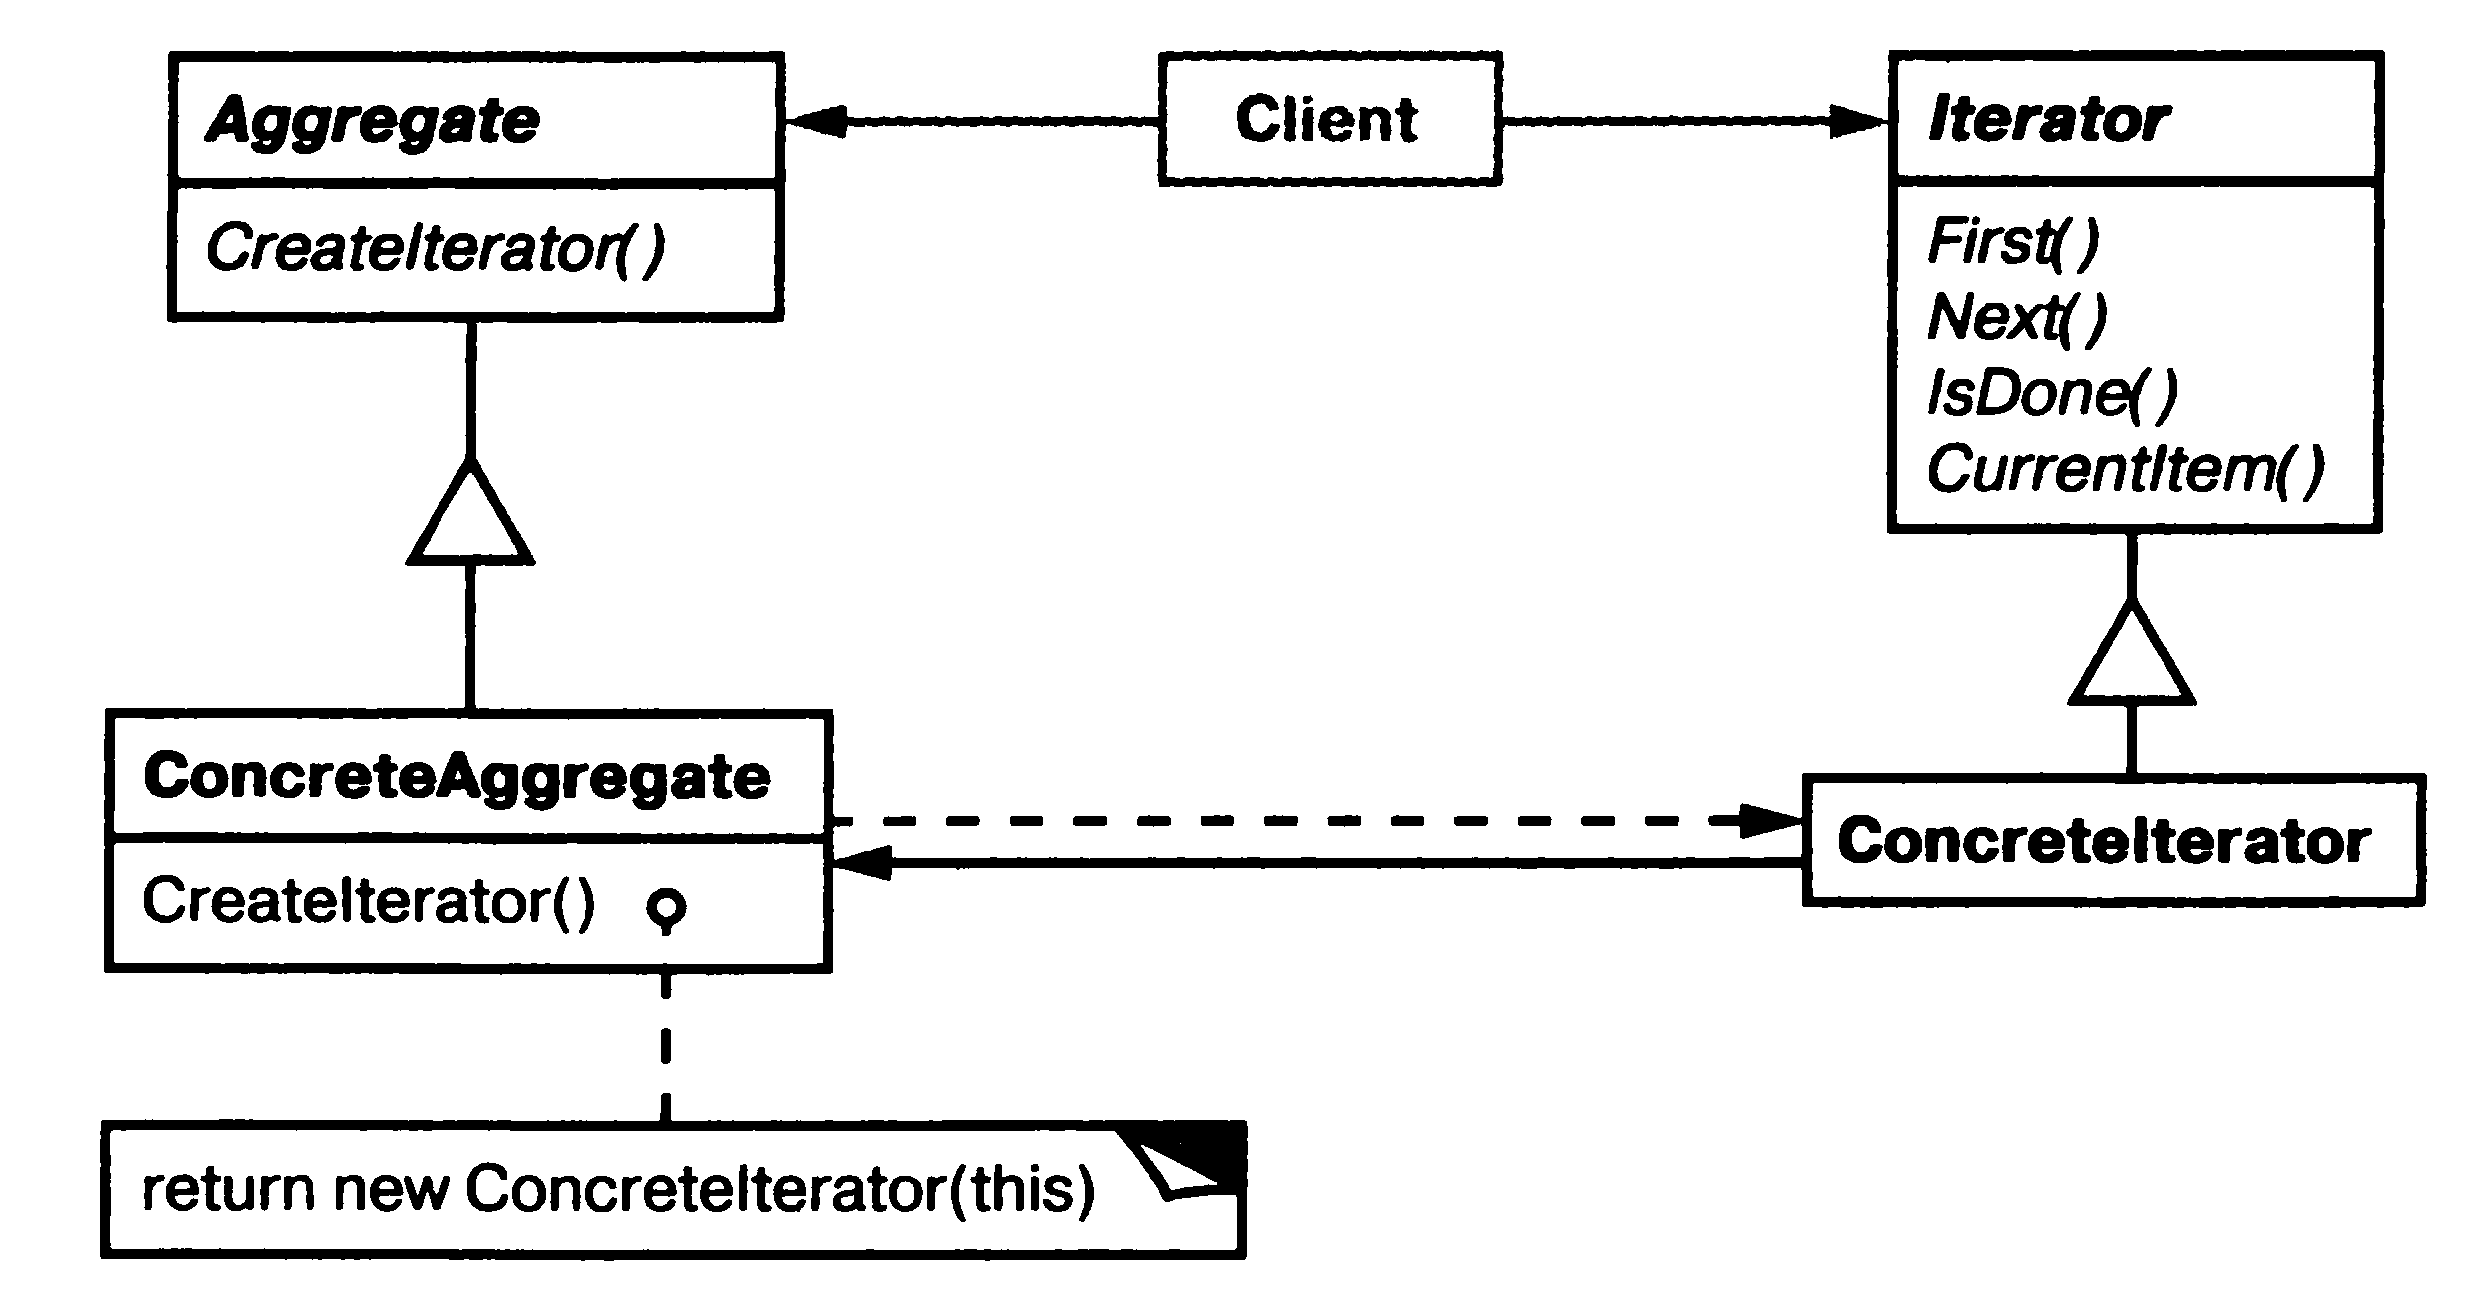 Aggregate
CreateIterator()
Client
Iterator
First()
Next()
IsDone()
CurrentItem()
ConcreteAggregate
CreateIterator()
ConcreteIterator
return new ConcreteIterator(this)